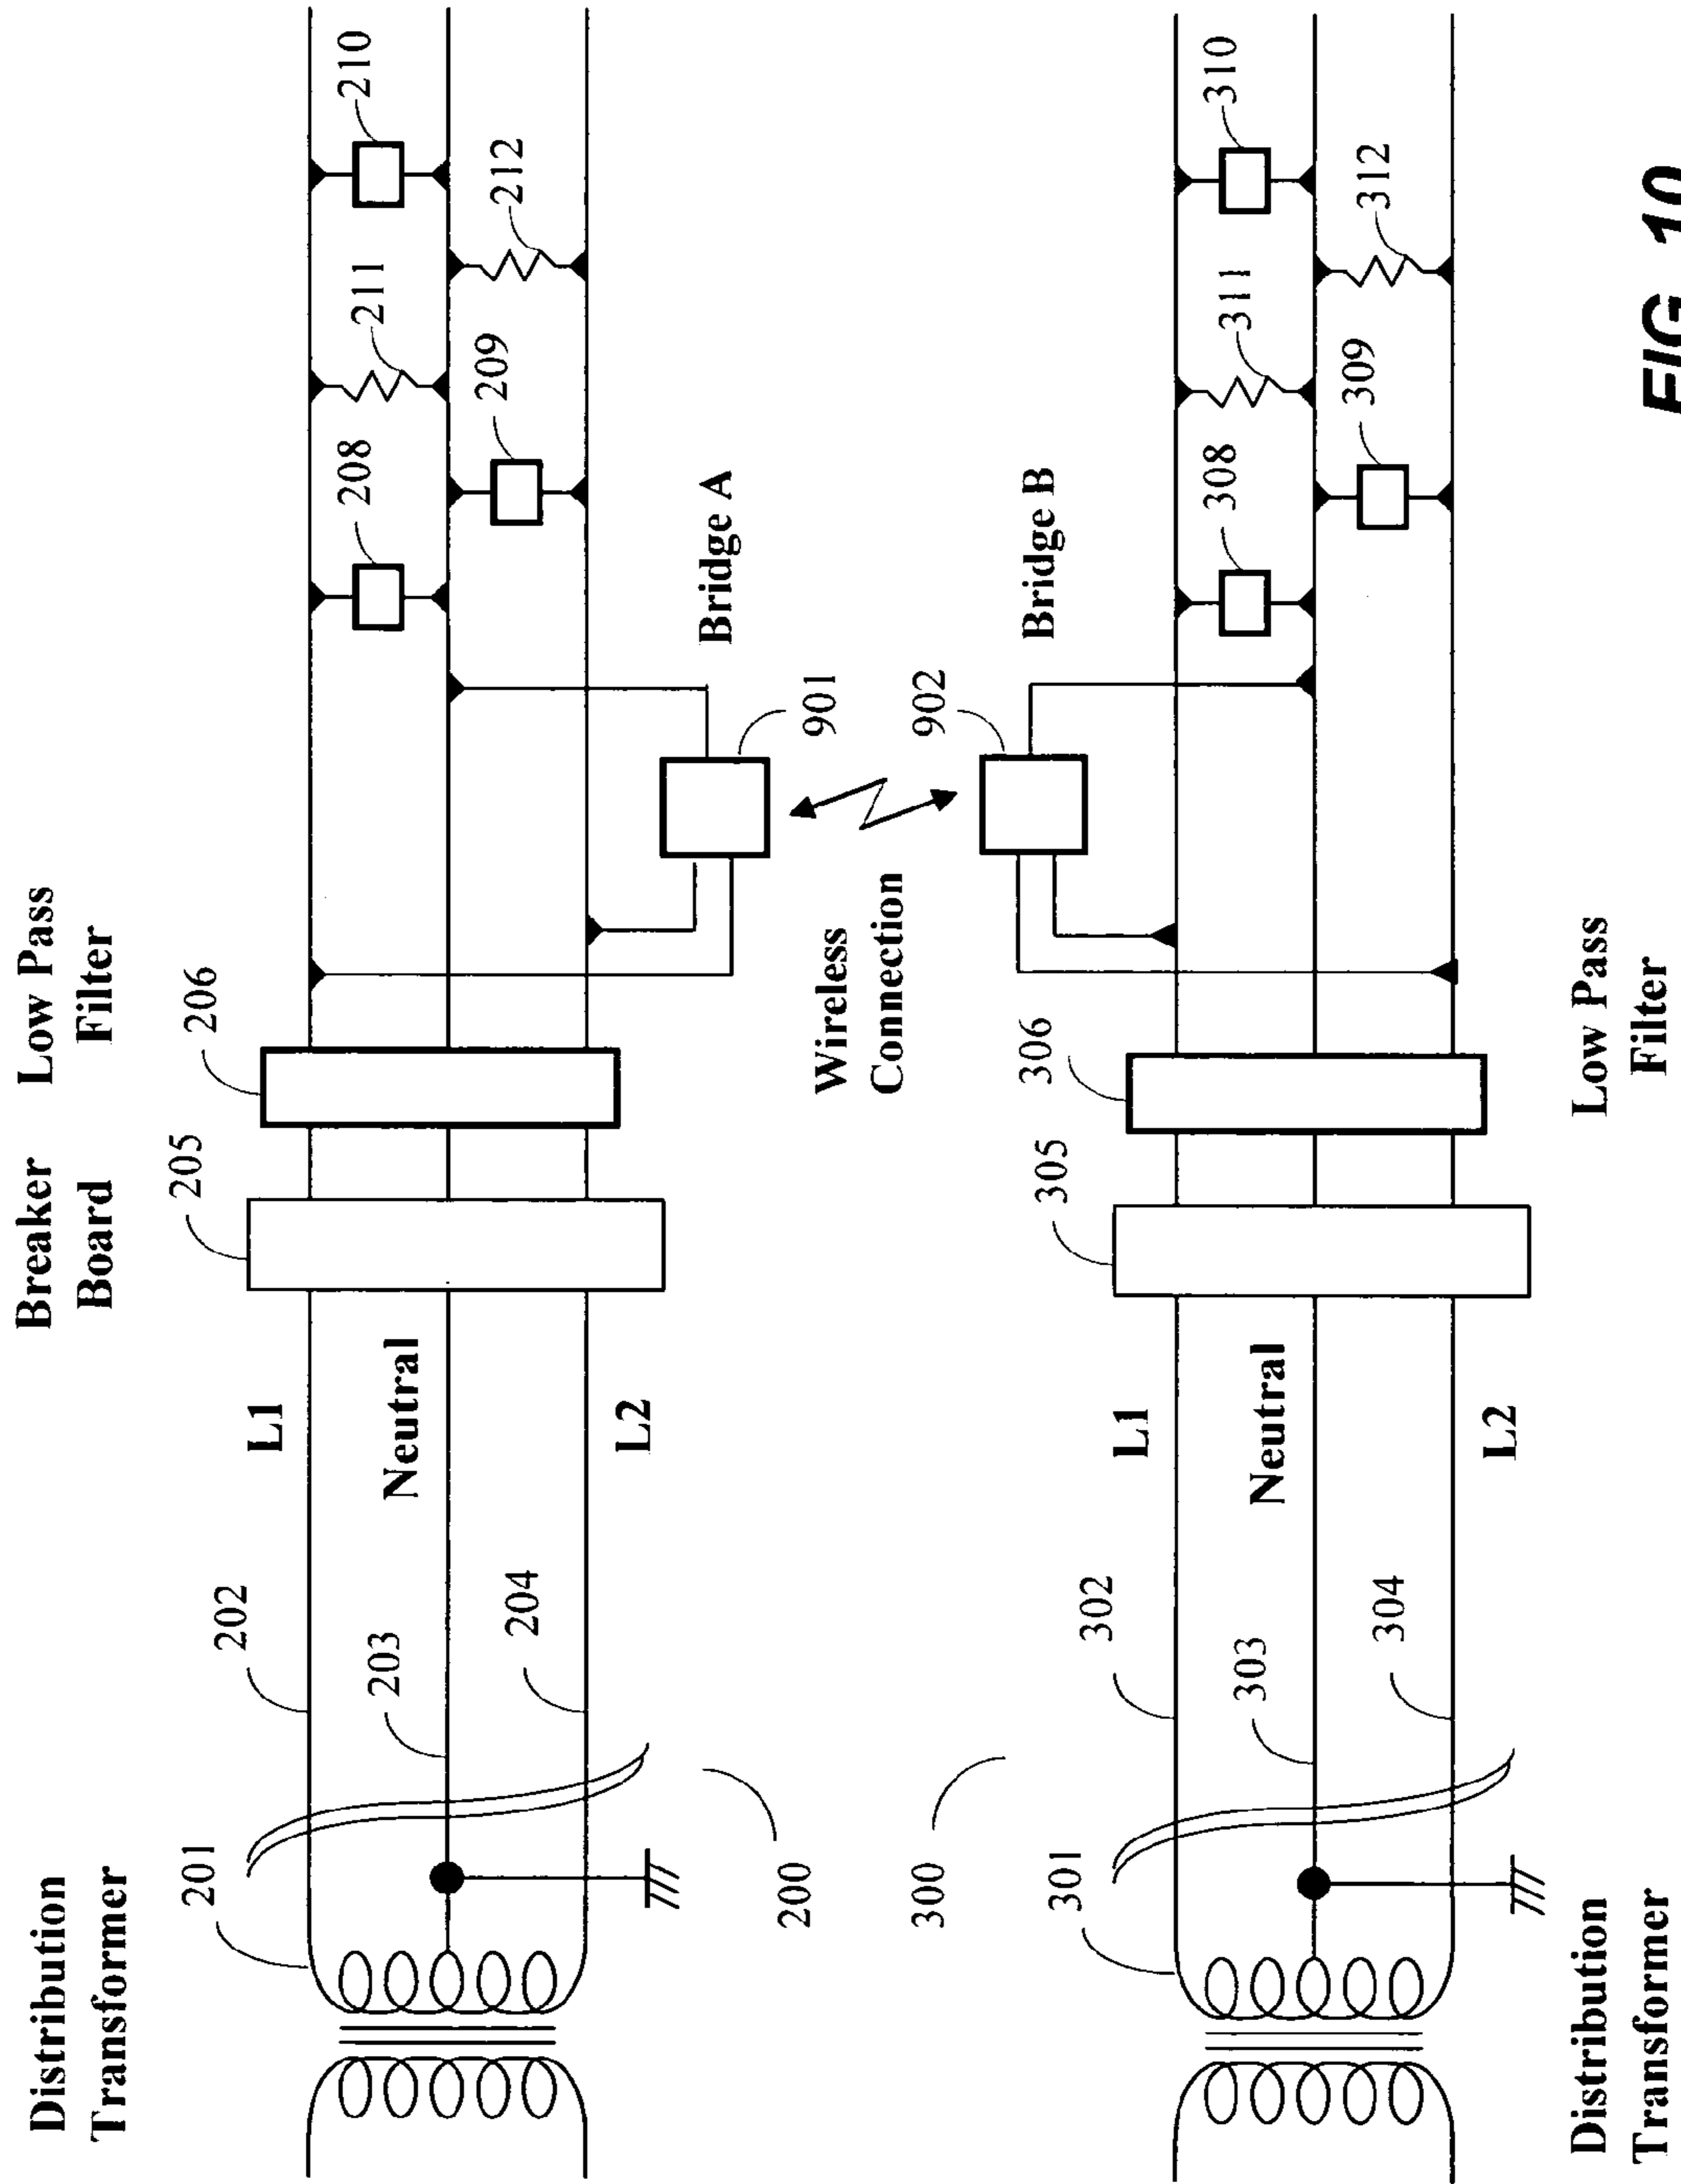 Distribution
Transformer
Breaker
Board
Low Pass
Filter
201
202
203
204
L1
Neutral
L2
205
206
208
211
209
212
210
200
Bridge A
901
Wireless
Connection
902
Bridge B
300
301
302
303
304
L1
Neutral
L2
305
306
308
311
309
312
310
Distribution
Transformer
Low Pass
Filter
FIG. 10